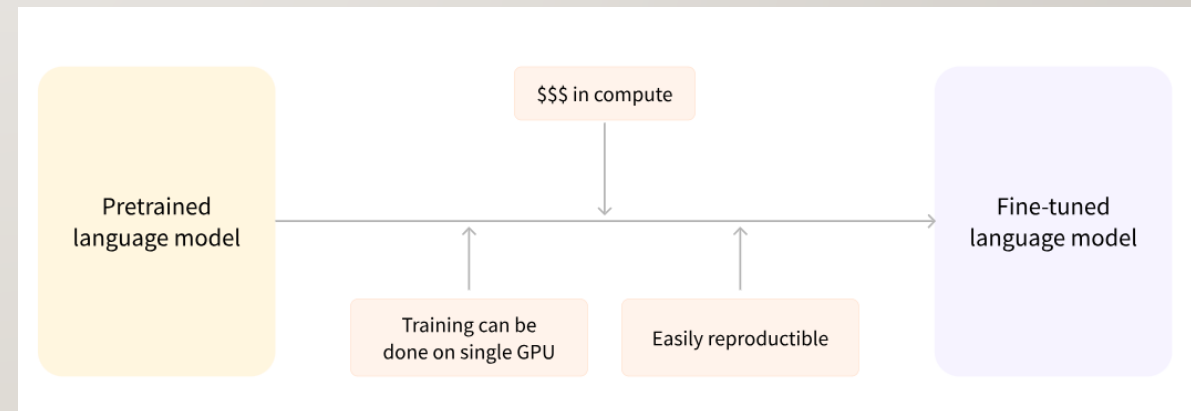 $$$ in compute
Pretrained
language model
Fine-tuned
language model
Training can be
done on single GPU
Easily reproductible